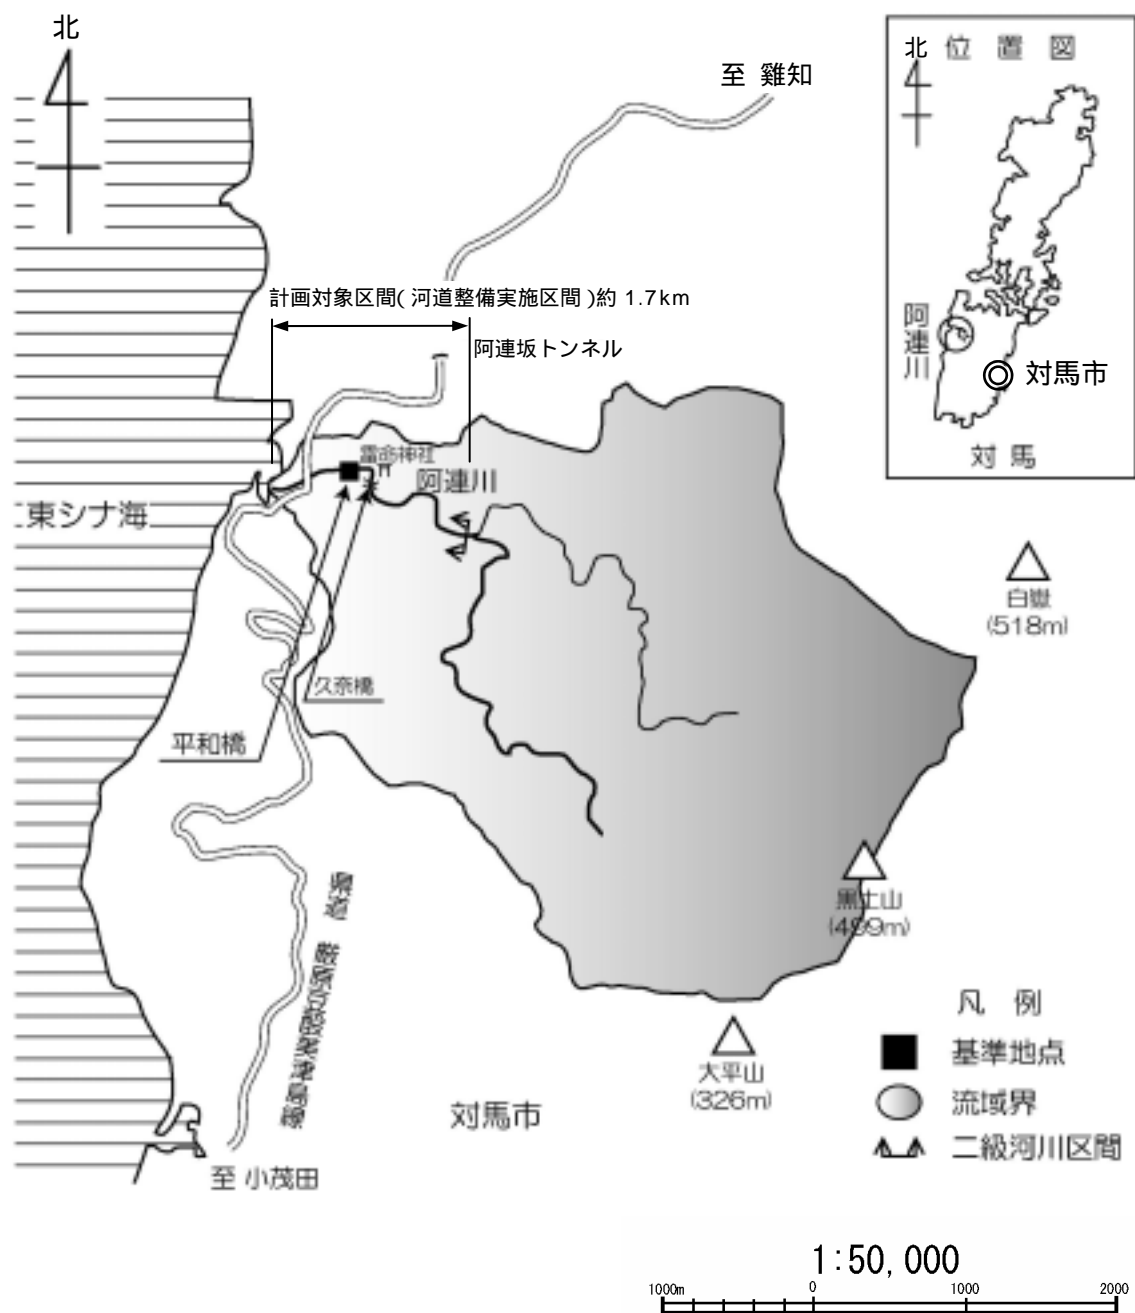 北
至 雞知
北 位 置 図
阿連川
対馬市
対 馬
計画対象区間(河道整備実施区間)約 1.7km
阿連坂トンネル
雷命神社
阿連川
東シナ海
白嶽
(518m)
久奈橋
平和橋
黒土山
(499m)
大平山
(326m)
対馬市
至 小茂田
凡 例
基準地点
流域界
二級河川区間
1:50,000
1000m 0 1000 2000